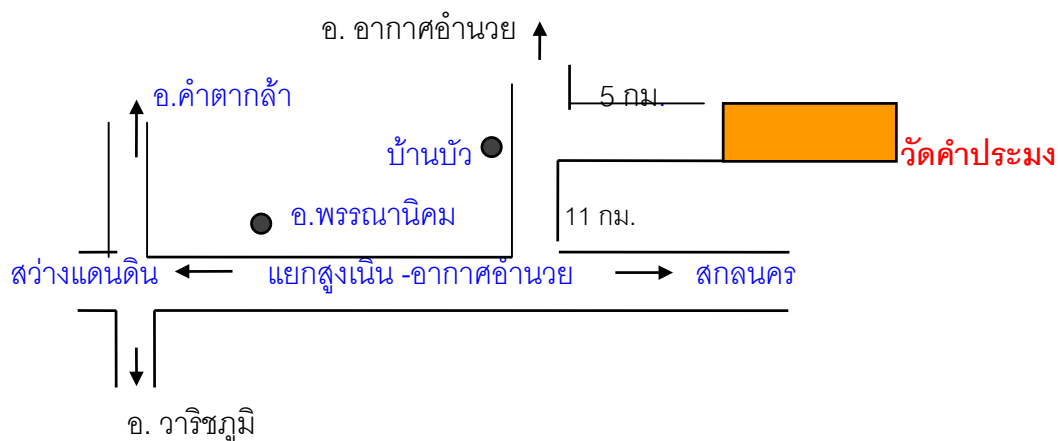 อ. อากาศอำนวย
อ.คำตากล้า
5 กม.
บ้านบัว
วัดคำประมง
อ.พรรณานิคม
11 กม.
สว่างแดนดิน
แยกสูงเนิน -อากาศอำนวย
สกลนคร
อ. วาริชภูมิ